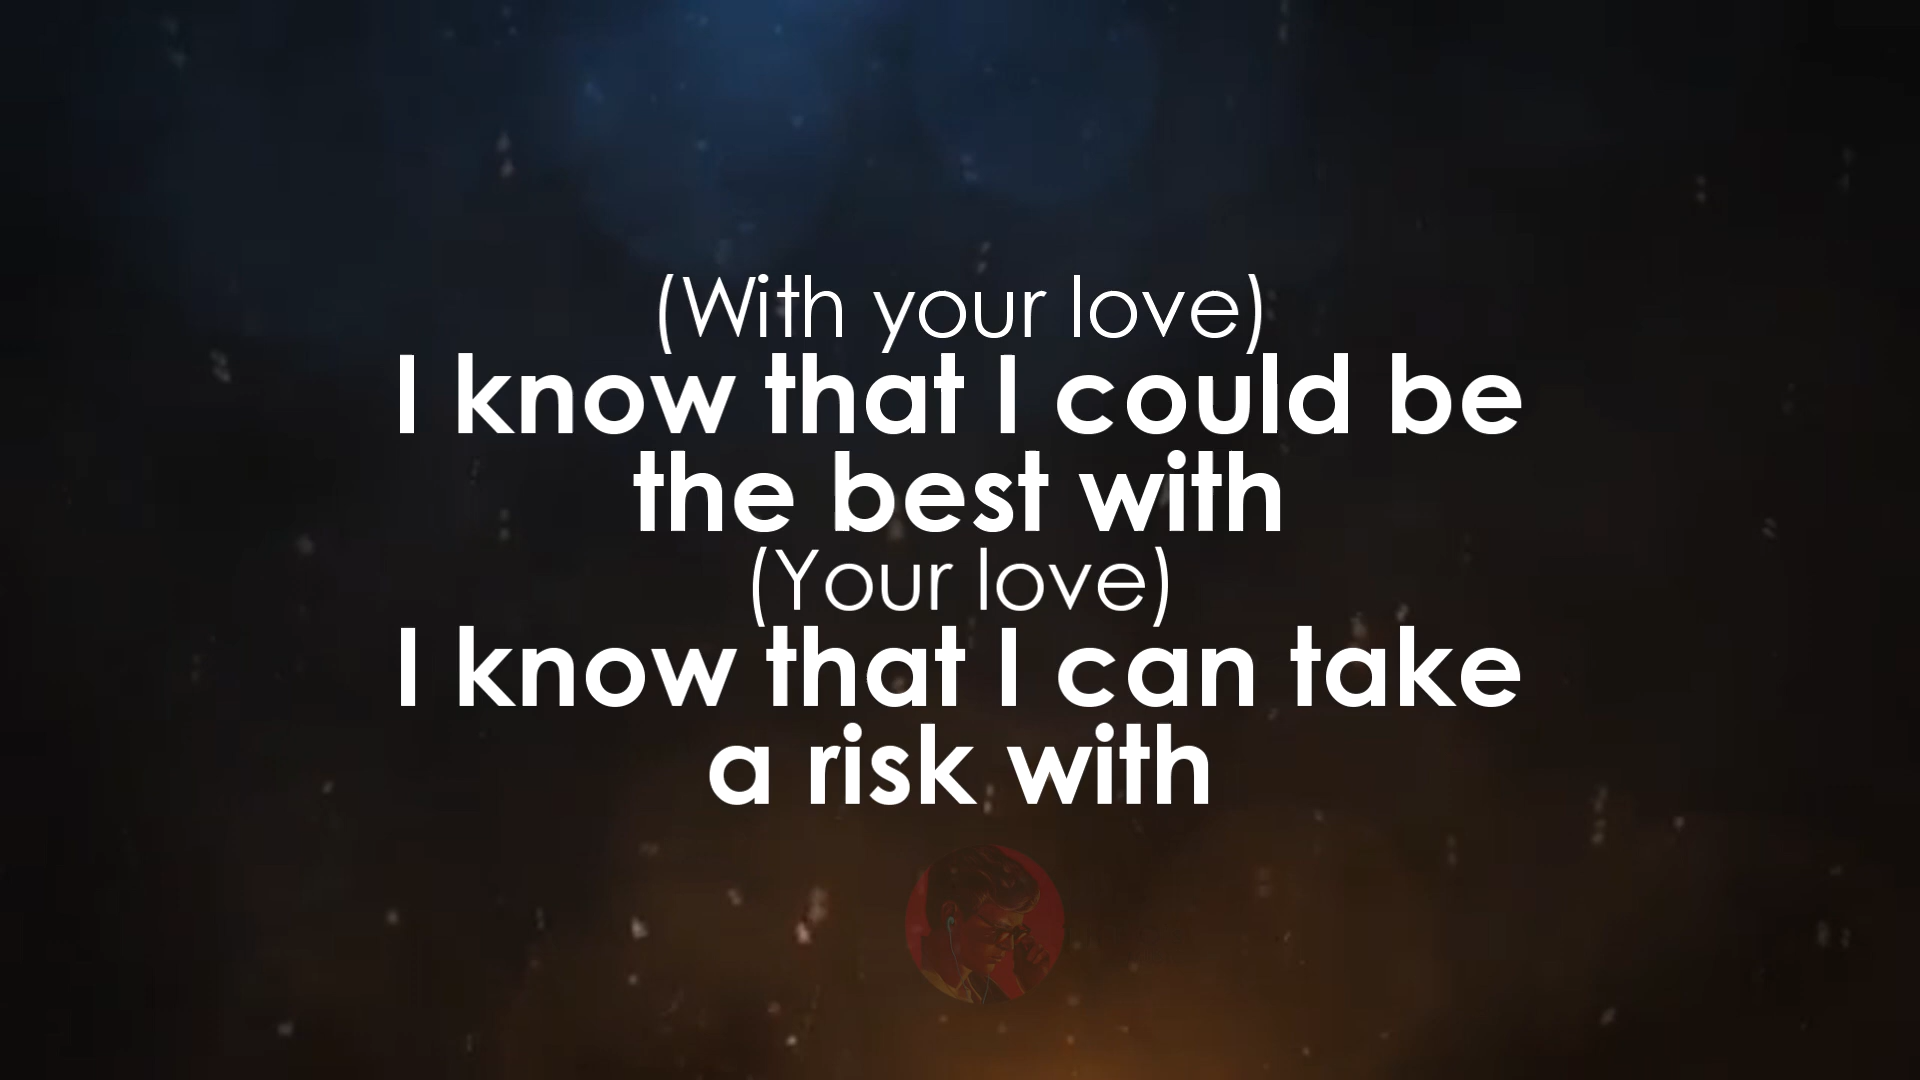 (With your love)
I know that I could be
the best with
(Your love)
I know that I can take
a risk with